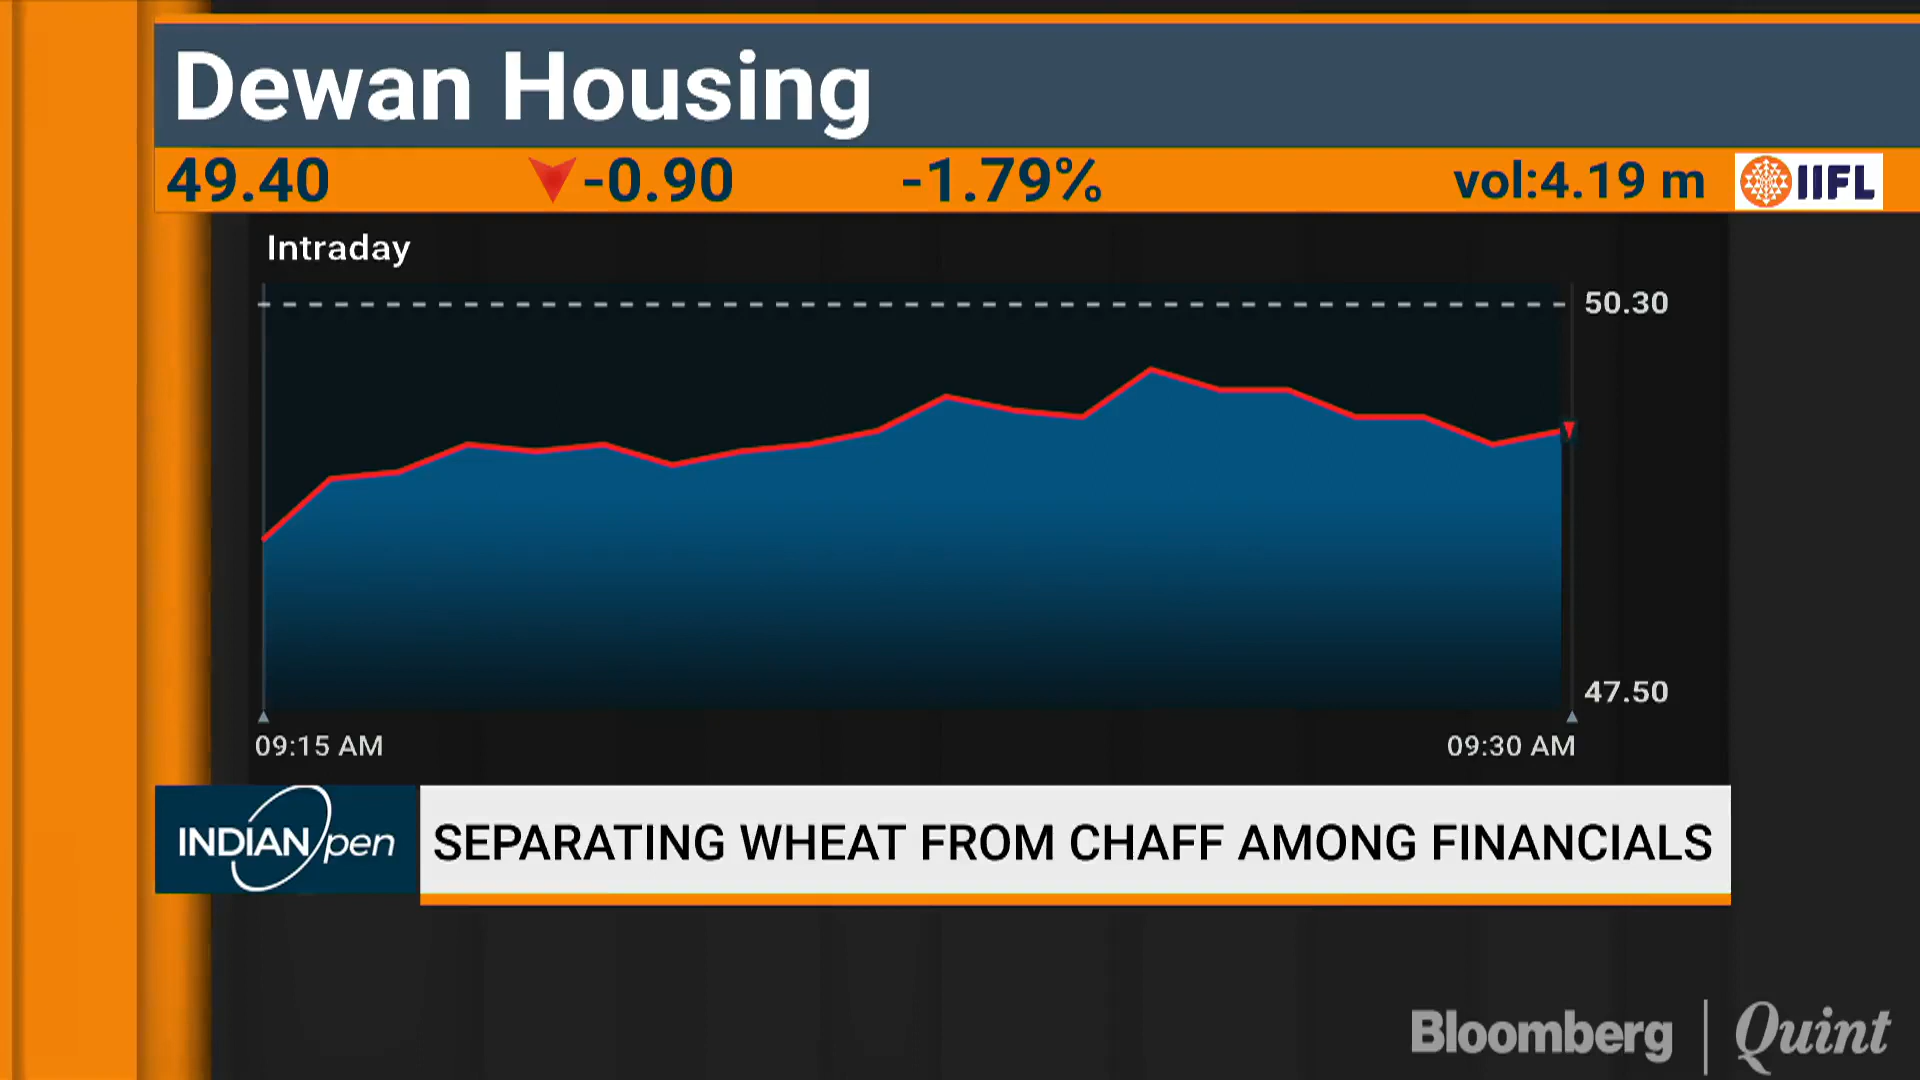 Dewan Housing
49.40 -0.90 -1.79% vol:4.19 m IIFL
Intraday
50.30
47.50
09:15 AM 09:30 AM
INDIAN Open SEPARATING WHEAT FROM CHAFF AMONG FINANCIALS
Bloomberg | Quint